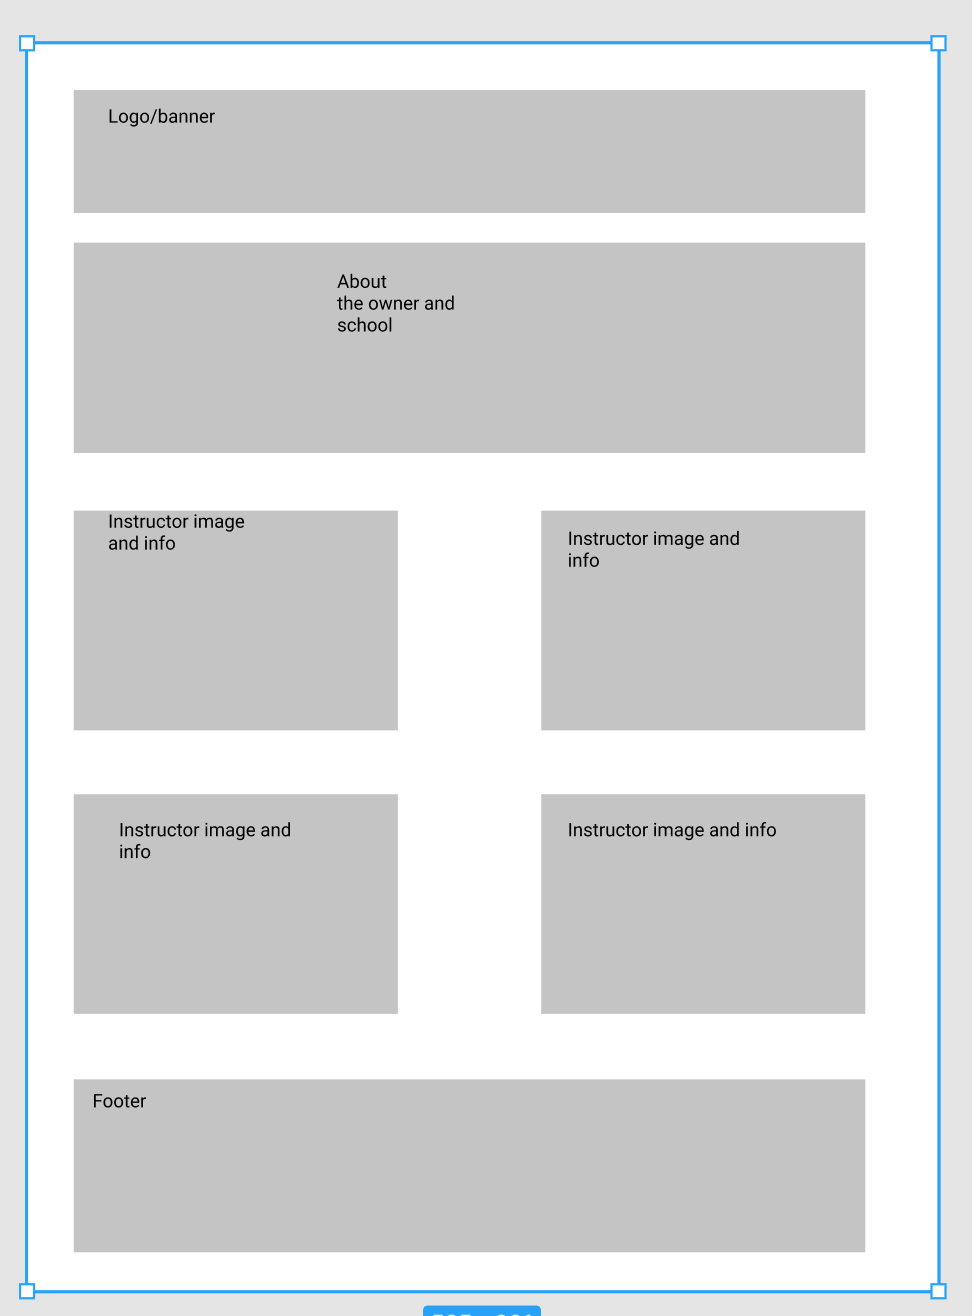 Logo/banner
About
the owner and
school
Instructor image
and info
Instructor image and
info
Instructor image and
info
Instructor image and info
Footer